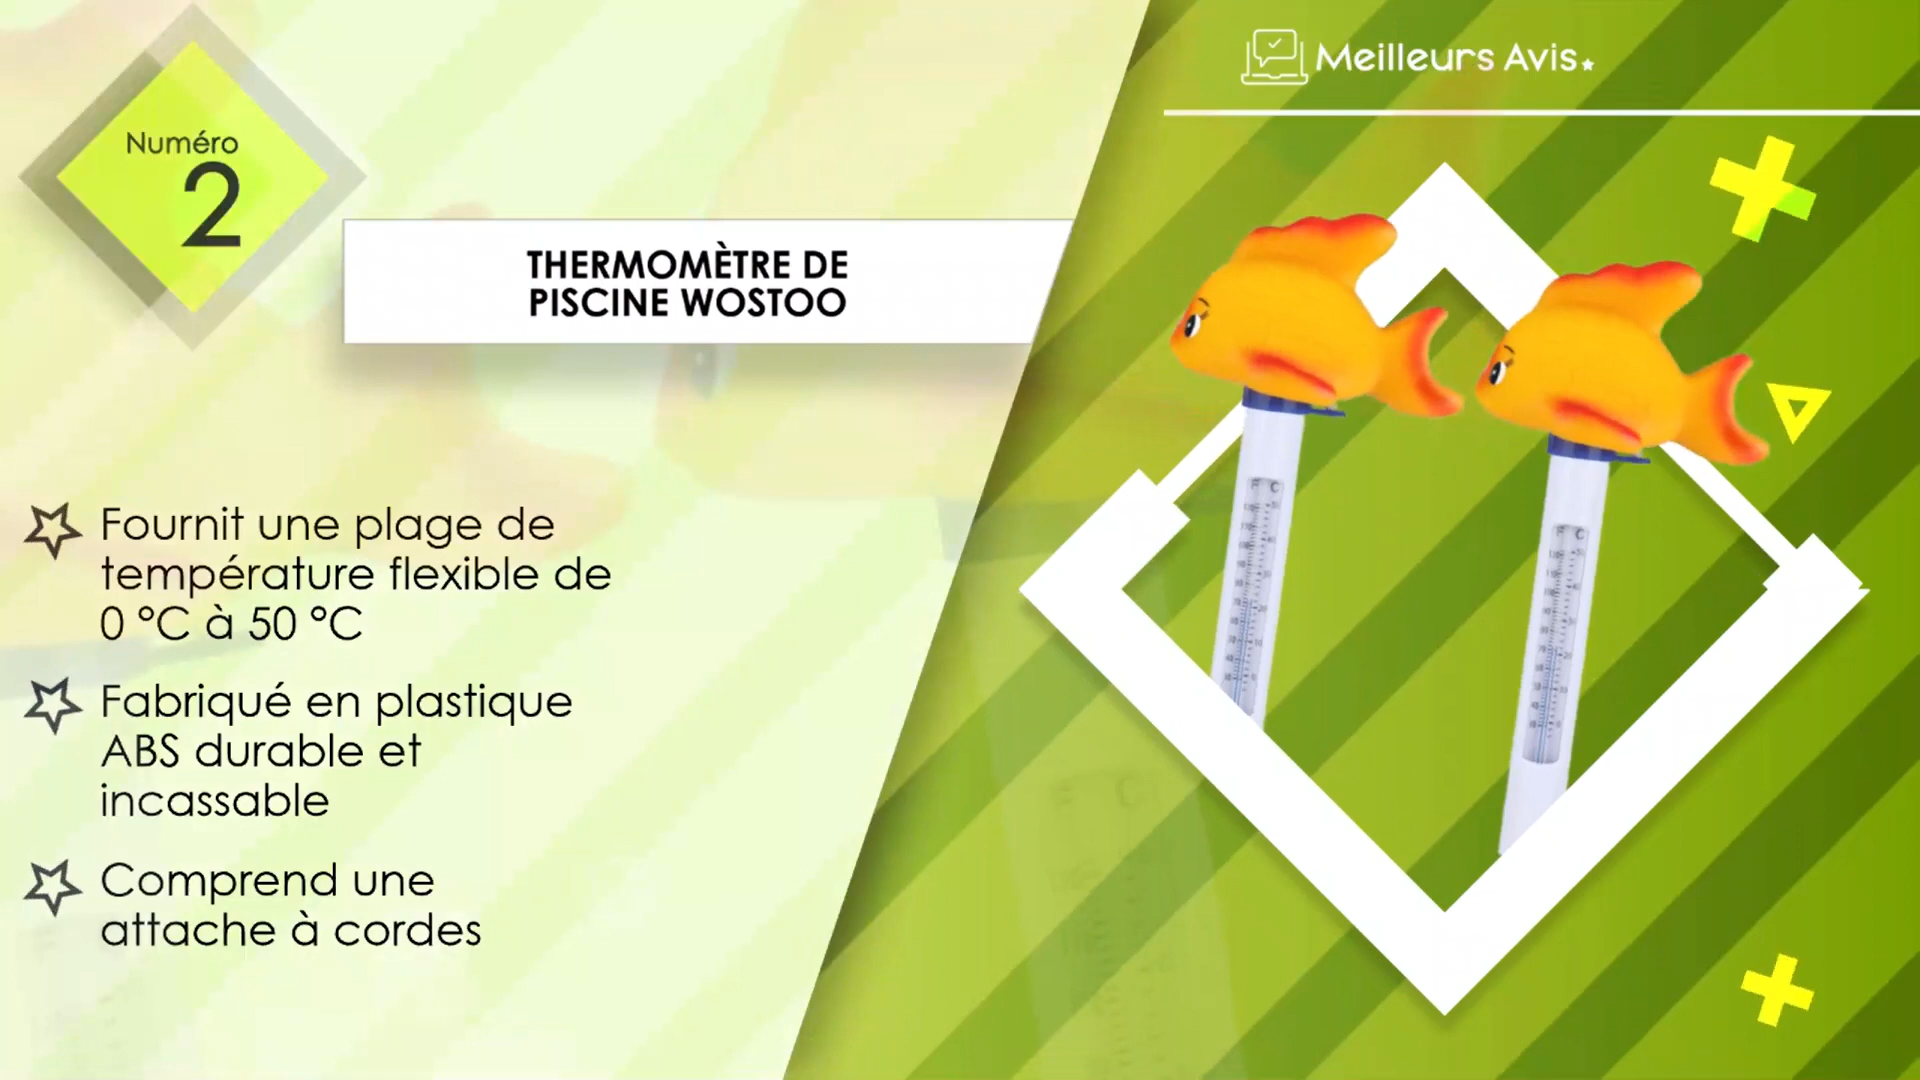 Numéro
2
Meilleurs Avis
THERMOMÈTRE DE
PISCINE WOSTOO
Fournit une plage de
température flexible de
0 °C à 50 °C
Fabriqué en plastique
ABS durable et
incassable
Comprend une
attache à cordes
F C
F C